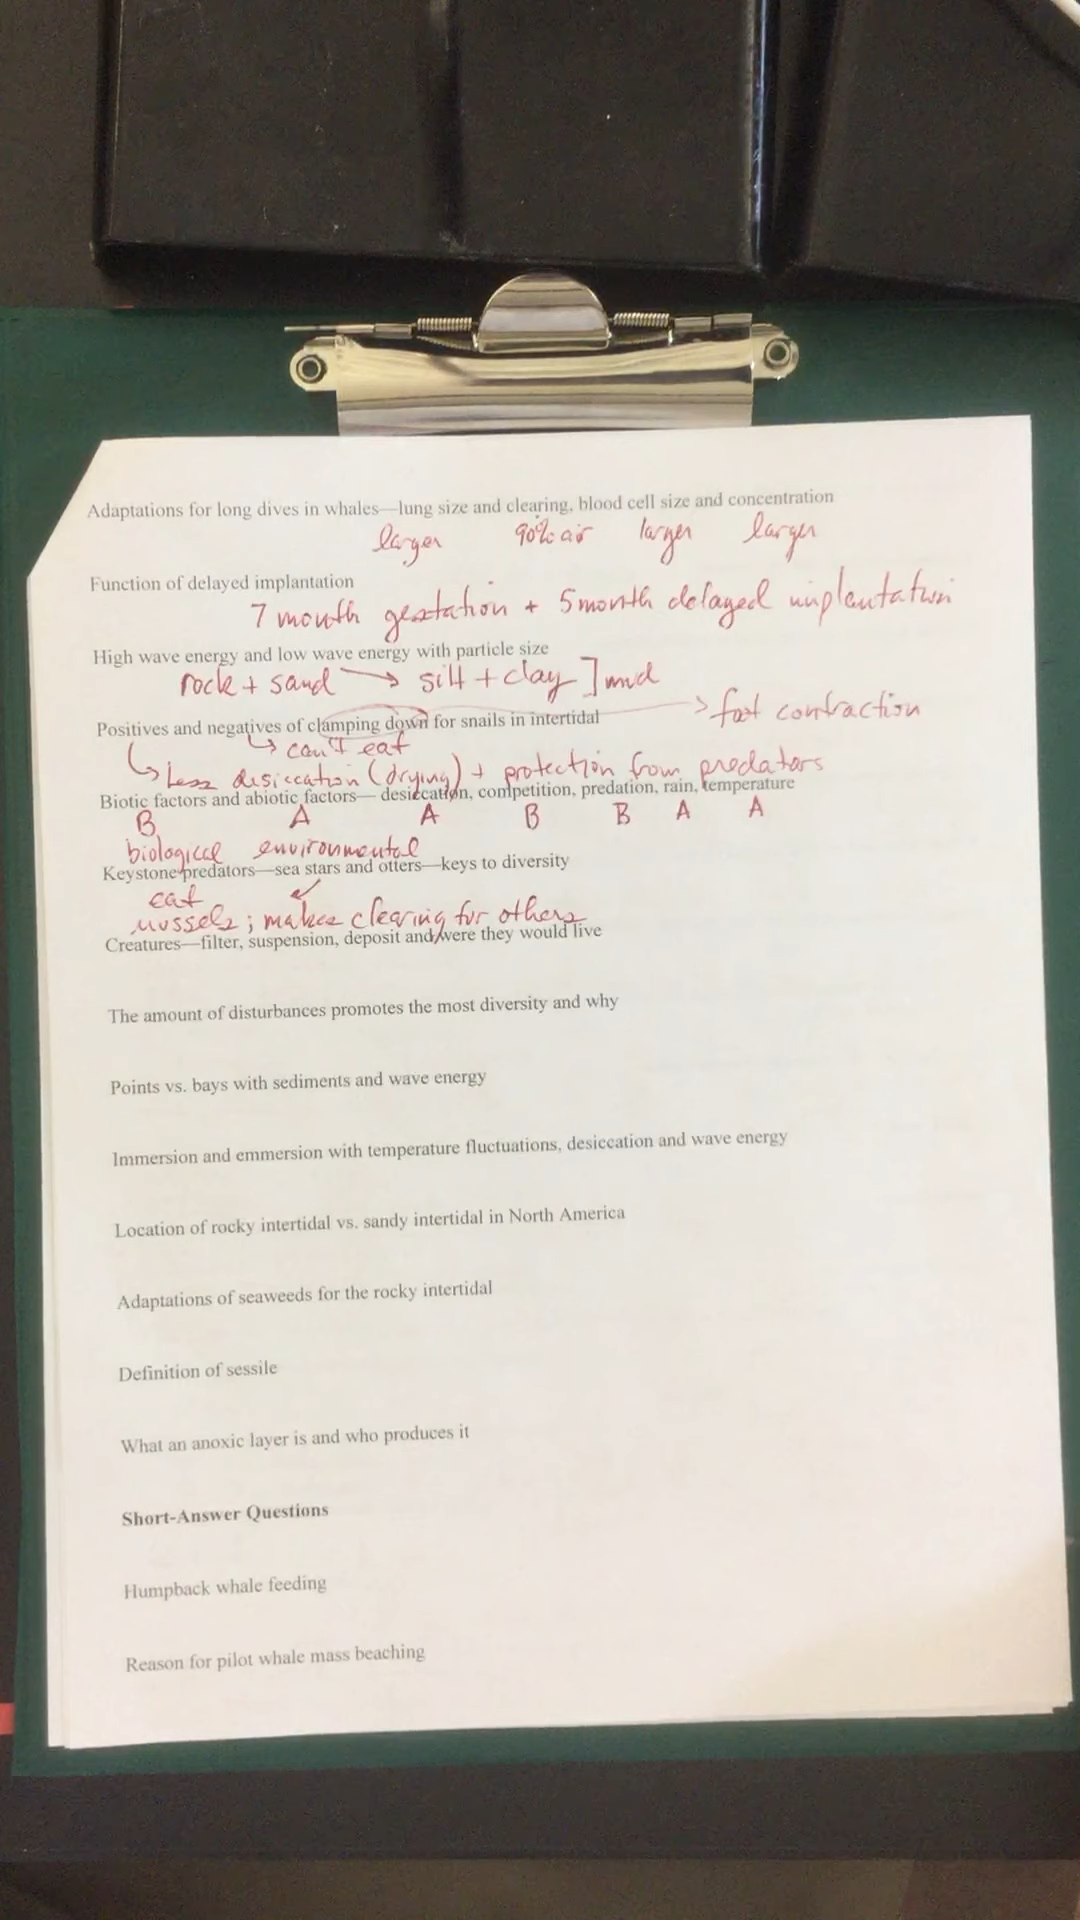 Adaptations for long dives in whales—lung size and clearing, blood cell size and concentration
larger 90% air larger larger
Function of delayed implantation
7 month gestation + 5 month delayed implantation
High wave energy and low wave energy with particle size
rock + sand → silt + clay ] mud
Positives and negatives of clamping down for snails in intertidal → foot contraction
↳ can't eat
↳ Less desiccation (drying) + protection from predators
Biotic factors and abiotic factors— desiccation, competition, predation, rain, temperature
B A A B B A A
biological environmental
Keystone predators—sea stars and otters—keys to diversity
eat
mussels; makes clearing for others
Creatures—filter, suspension, deposit and were they would live
The amount of disturbances promotes the most diversity and why
Points vs. bays with sediments and wave energy
Immersion and emmersion with temperature fluctuations, desiccation and wave energy
Location of rocky intertidal vs. sandy intertidal in North America
Adaptations of seaweeds for the rocky intertidal
Definition of sessile
What an anoxic layer is and who produces it
Short-Answer Questions
Humpback whale feeding
Reason for pilot whale mass beaching